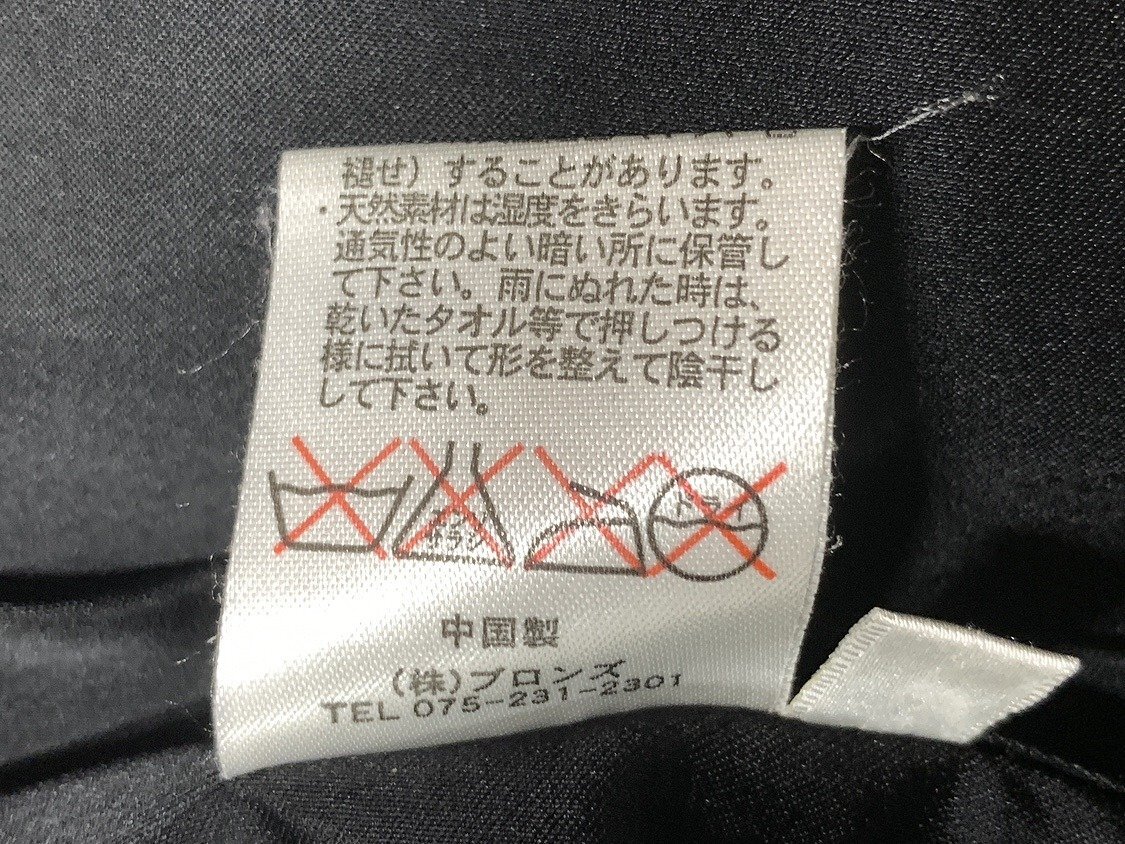 褪せ）することがあります。
・天然素材は湿度をきらいます。
通気性のよい暗い所に保管し
て下さい。雨にぬれた時は、
乾いたタオル等で押しつける
様に拭いて形を整えて陰干し
して下さい。
エンソ
サラシ
ドライ
中国製
（株）ブロンズ
TEL 075-231-2301